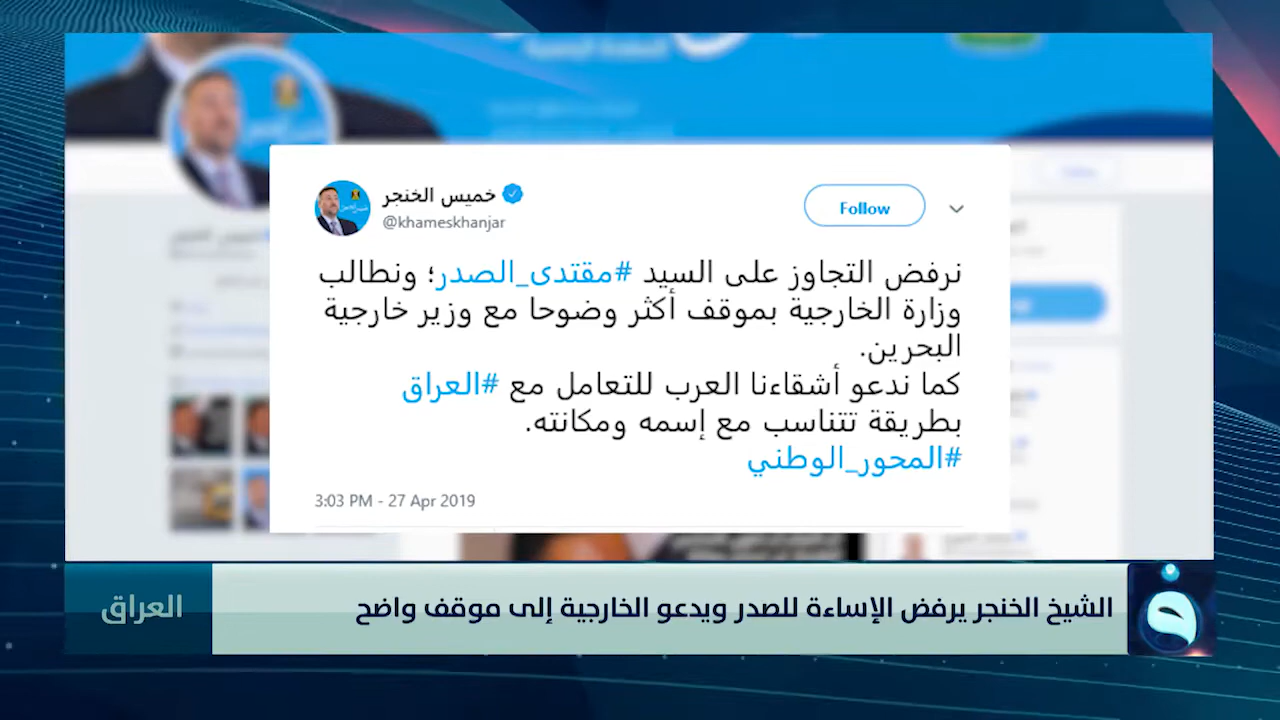 خميس الخنجر
@khameskhanjar
Follow
نرفض التجاوز على السيد #مقتدى_الصدر؛ ونطالب
وزارة الخارجية بموقف أكثر وضوحا مع وزير خارجية
البحرين.
كما ندعو أشقاءنا العرب للتعامل مع #العراق
بطريقة تتناسب مع إسمه ومكانته.
#المحور_الوطني
3:03 PM - 27 Apr 2019
الشيخ الخنجر يرفض الإساءة للصدر ويدعو الخارجية إلى موقف واضح
العراق